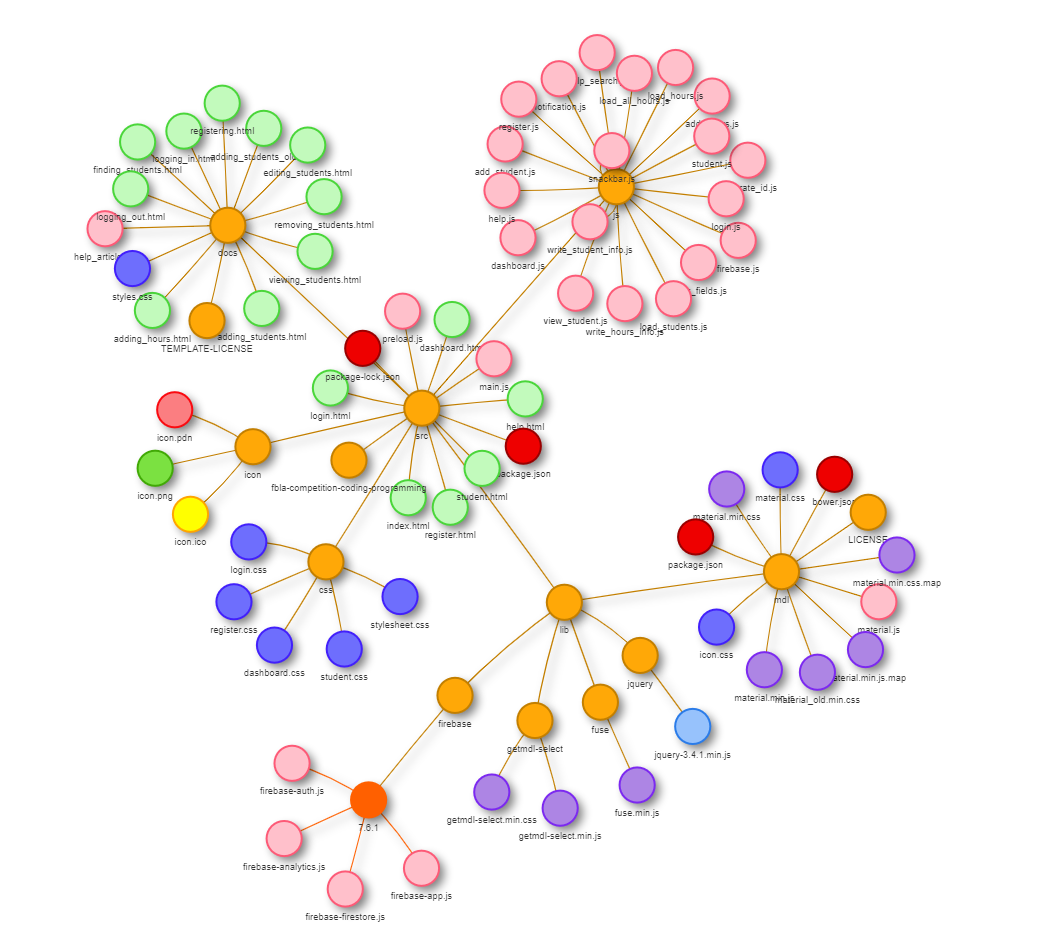 lp_search
load_hours.js
load_all_hours.js
notification.js
register.js
registering.html
logging_in.html
adding_students_old
finding_students.html
editing_students.html
student.js
add_student.js
snackbar.js
rate_id.js
js
help.js
logging_out.html
removing_students.html
login.js
docs
write_student_info.js
help_article
dashboard.js
firebase.js
viewing_students.html
_fields.js
styles.css
view_student.js
load_students.js
write_hours_info.js
adding_hours.html
adding_students.html
TEMPLATE-LICENSE
preload.js
dashboard.htm
package-lock.json
main.js
login.html
help.html
icon.pdn
src
icon
package.json
fbla-competition-coding-programming
icon.png
student.html
index.html
register.html
icon.ico
material.css
bower.json
material.min.css
LICENSE
package.json
login.css
material.min.css.map
css
mdl
stylesheet.css
register.css
lib
material.js
icon.css
dashboard.css
student.css
material.min.js.map
jquery
material.min.js
material_old.min.css
firebase
fuse
getmdl-select
jquery-3.4.1.min.js
firebase-auth.js
fuse.min.js
getmdl-select.min.css
7.6.1
getmdl-select.min.js
firebase-analytics.js
firebase-app.js
firebase-firestore.js